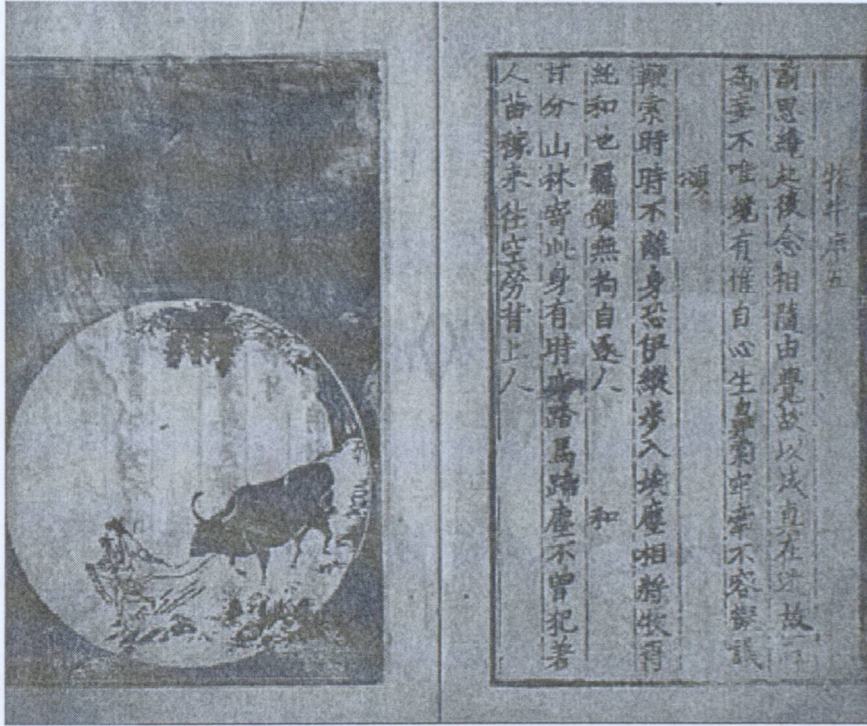 牧牛序五
前思纔起後念相隨由覺故以成真在迷故而
為妄不唯境有惟自心生鼻索牢牽不容擬議
頌
鞭索時時不離身恐伊縱步入埃塵相將牧得
純和也羈鎖無拘自逐人 和
甘分山林寄此身有時亦踏馬蹄塵不曾犯著
人苗稼来往空勞背上人